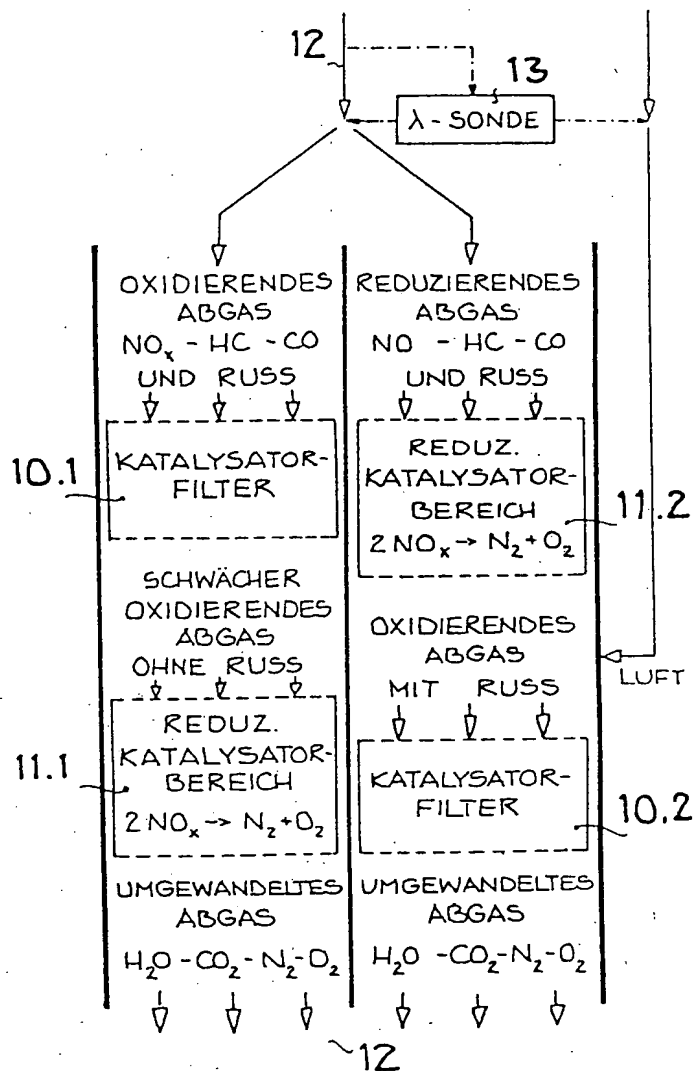 12
13
λ - SONDE
OXIDIERENDES
ABGAS
NOₓ - HC - CO
UND RUSS
10.1
KATALYSATOR-
FILTER
SCHWÄCHER
OXIDIERENDES
ABGAS
OHNE RUSS
11.1
REDUZ.
KATALYSATOR-
BEREICH
2 NOₓ → N₂ + O₂
UMGEWANDELTES
ABGAS
H₂O - CO₂ - N₂ - O₂
REDUZIERENDES
ABGAS
NO - HC - CO
UND RUSS
REDUZ.
KATALYSATOR-
BEREICH
2 NOₓ → N₂ + O₂
11.2
OXIDIERENDES
ABGAS
MIT RUSS
LUFT
KATALYSATOR-
FILTER
10.2
UMGEWANDELTES
ABGAS
H₂O - CO₂ - N₂ - O₂
12